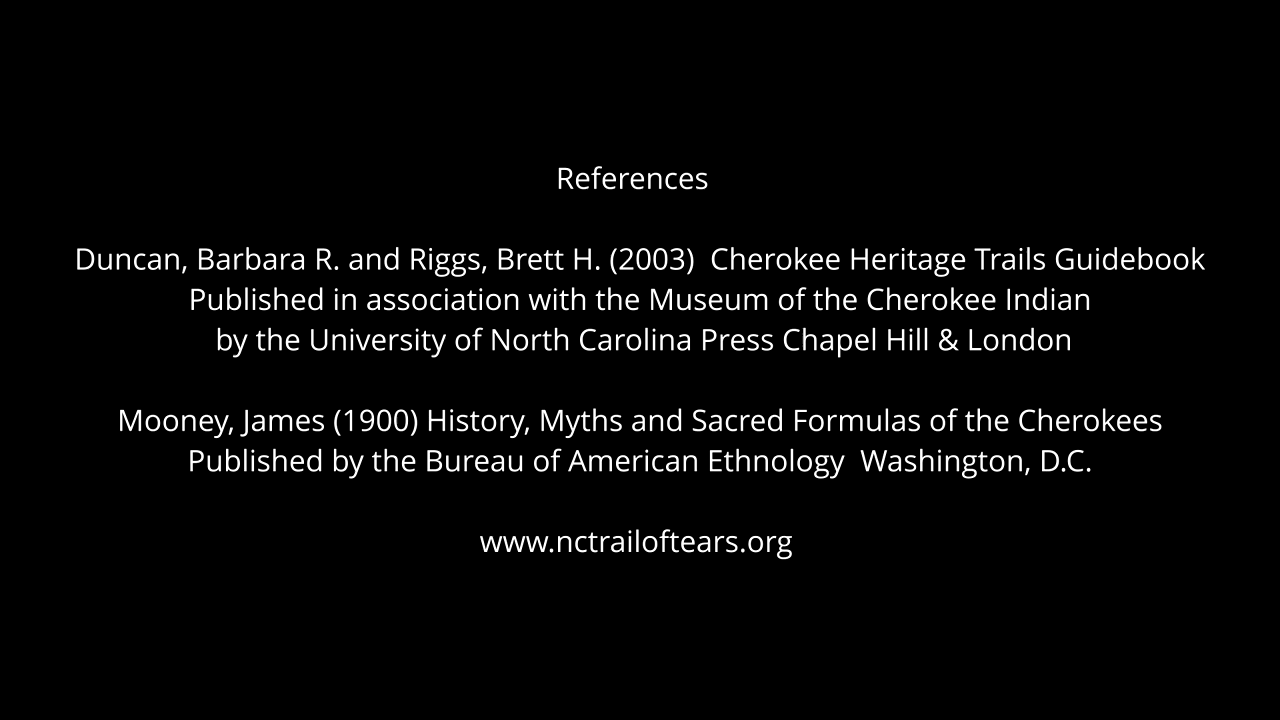 References
Duncan, Barbara R. and Riggs, Brett H. (2003)  Cherokee Heritage Trails Guidebook
Published in association with the Museum of the Cherokee Indian
by the University of North Carolina Press Chapel Hill & London
Mooney, James (1900) History, Myths and Sacred Formulas of the Cherokees
Published by the Bureau of American Ethnology  Washington, D.C.
www.nctrailoftears.org